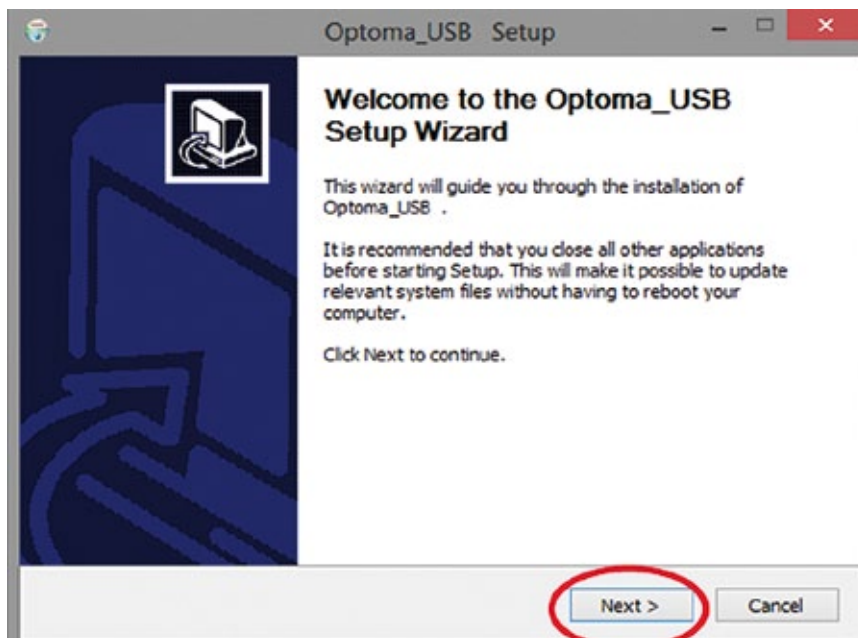 Optoma_USB Setup
Welcome to the Optoma_USB
Setup Wizard
This wizard will guide you through the installation of
Optoma_USB .
It is recommended that you close all other applications
before starting Setup. This will make it possible to update
relevant system files without having to reboot your
computer.
Click Next to continue.
Next >
Cancel